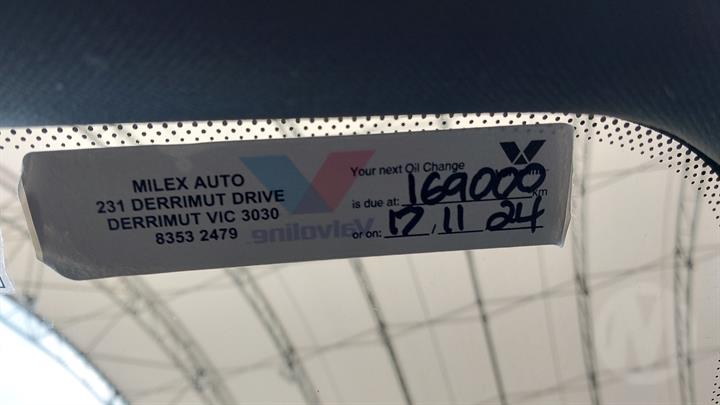 MILEX AUTO
231 DERRIMUT DRIVE
DERRIMUT VIC 3030
8353 2479
Valvoline
Your next Oil Change
is due at: 169000 km
or on: 17, 11, 24